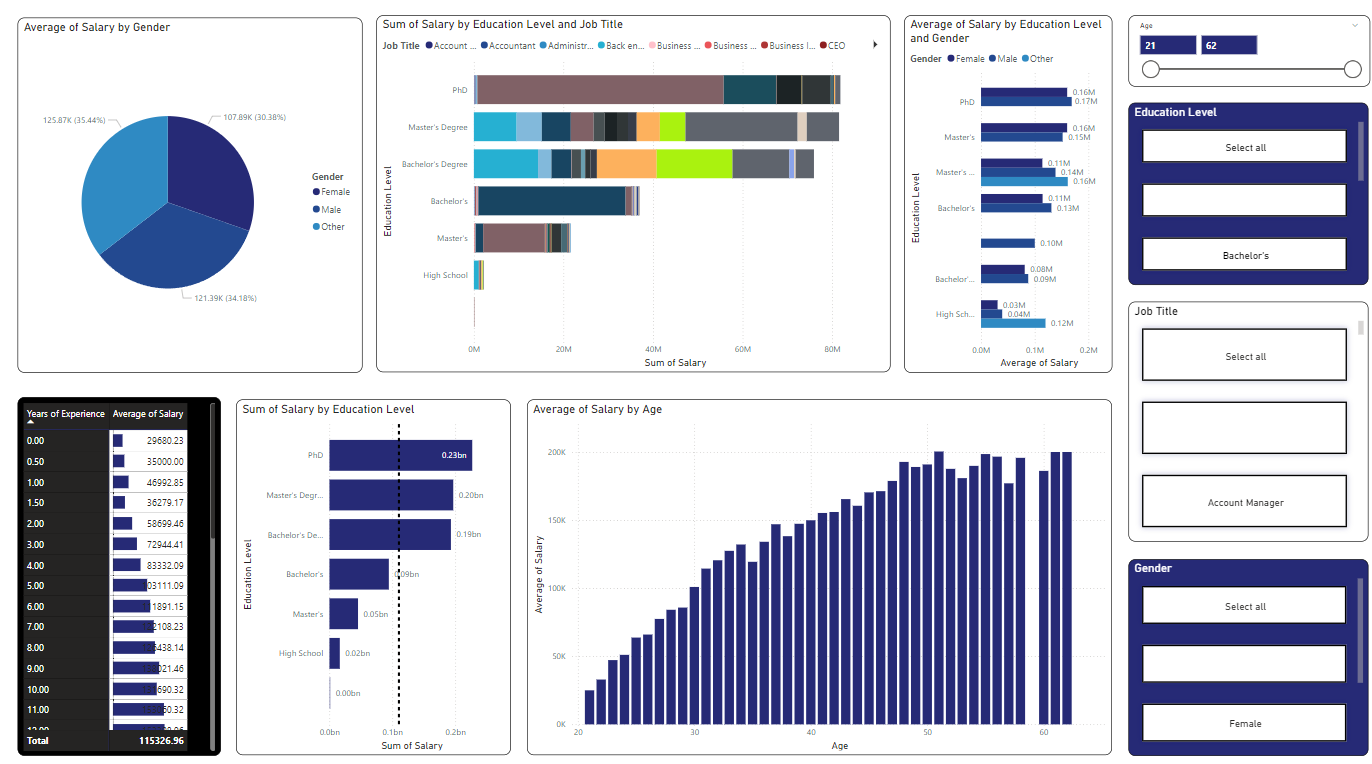 Average of Salary by Gender
125.87K (35.44%)
107.89K (30.38%)
121.39K (34.18%)
Gender
Female
Male
Other
Sum of Salary by Education Level and Job Title
Job Title Account ... Accountant Administr... Back en... Business ... Business ... Business I... CEO
Education Level
PhD
Master's Degree
Bachelor's Degree
Bachelor's
Master's
High School
0M 20M 40M 60M 80M
Sum of Salary
Average of Salary by Education Level
and Gender
Gender Female Male Other
Education Level
PhD 0.16M
0.17M
Master's 0.16M
0.15M
Master's ... 0.11M
0.14M
0.16M
Bachelor's 0.11M
0.13M
0.10M
Bachelor'... 0.08M
0.09M
High Sch... 0.03M
0.04M
0.12M
0.0M 0.1M 0.2M
Average of Salary
Age
21 62
Education Level
Select all
Bachelor's
Job Title
Select all
Account Manager
Gender
Select all
Female
Years of Experience Average of Salary
0.00 29680.23
0.50 35000.00
1.00 46992.85
1.50 36279.17
2.00 58699.46
3.00 72944.41
4.00 83332.09
5.00 03111.09
6.00 1891.15
7.00 2108.23
8.00 438.14
9.00 021.46
10.00 690.32
11.00 50.32
Total 115326.96
Sum of Salary by Education Level
Education Level
0.0bn 0.1bn 0.2bn
PhD 0.23bn
Master's Degr... 0.20bn
Bachelor's De... 0.19bn
Bachelor's 0.09bn
Master's 0.05bn
High School 0.02bn
0.00bn
0.0bn 0.1bn 0.2bn
Sum of Salary
Average of Salary by Age
Average of Salary
200K
150K
100K
50K
0K
20 30 40 50 60
Age